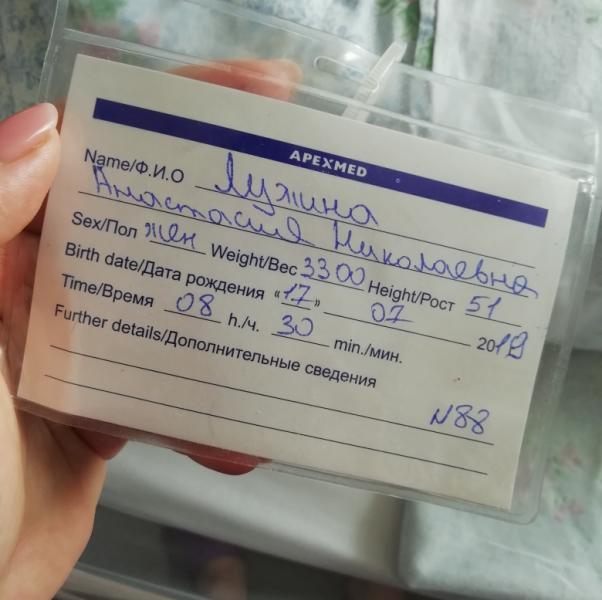 APEXMED
Name/Ф.И.О Лужина
Анастасия Николаевна
Sex/Пол жен Weight/Вес 3300 Height/Рост 51
Birth date/Дата рождения «17» 07 2019
Time/Время 08 h./ч. 30 min./мин.
Further details/Дополнительные сведения
N88